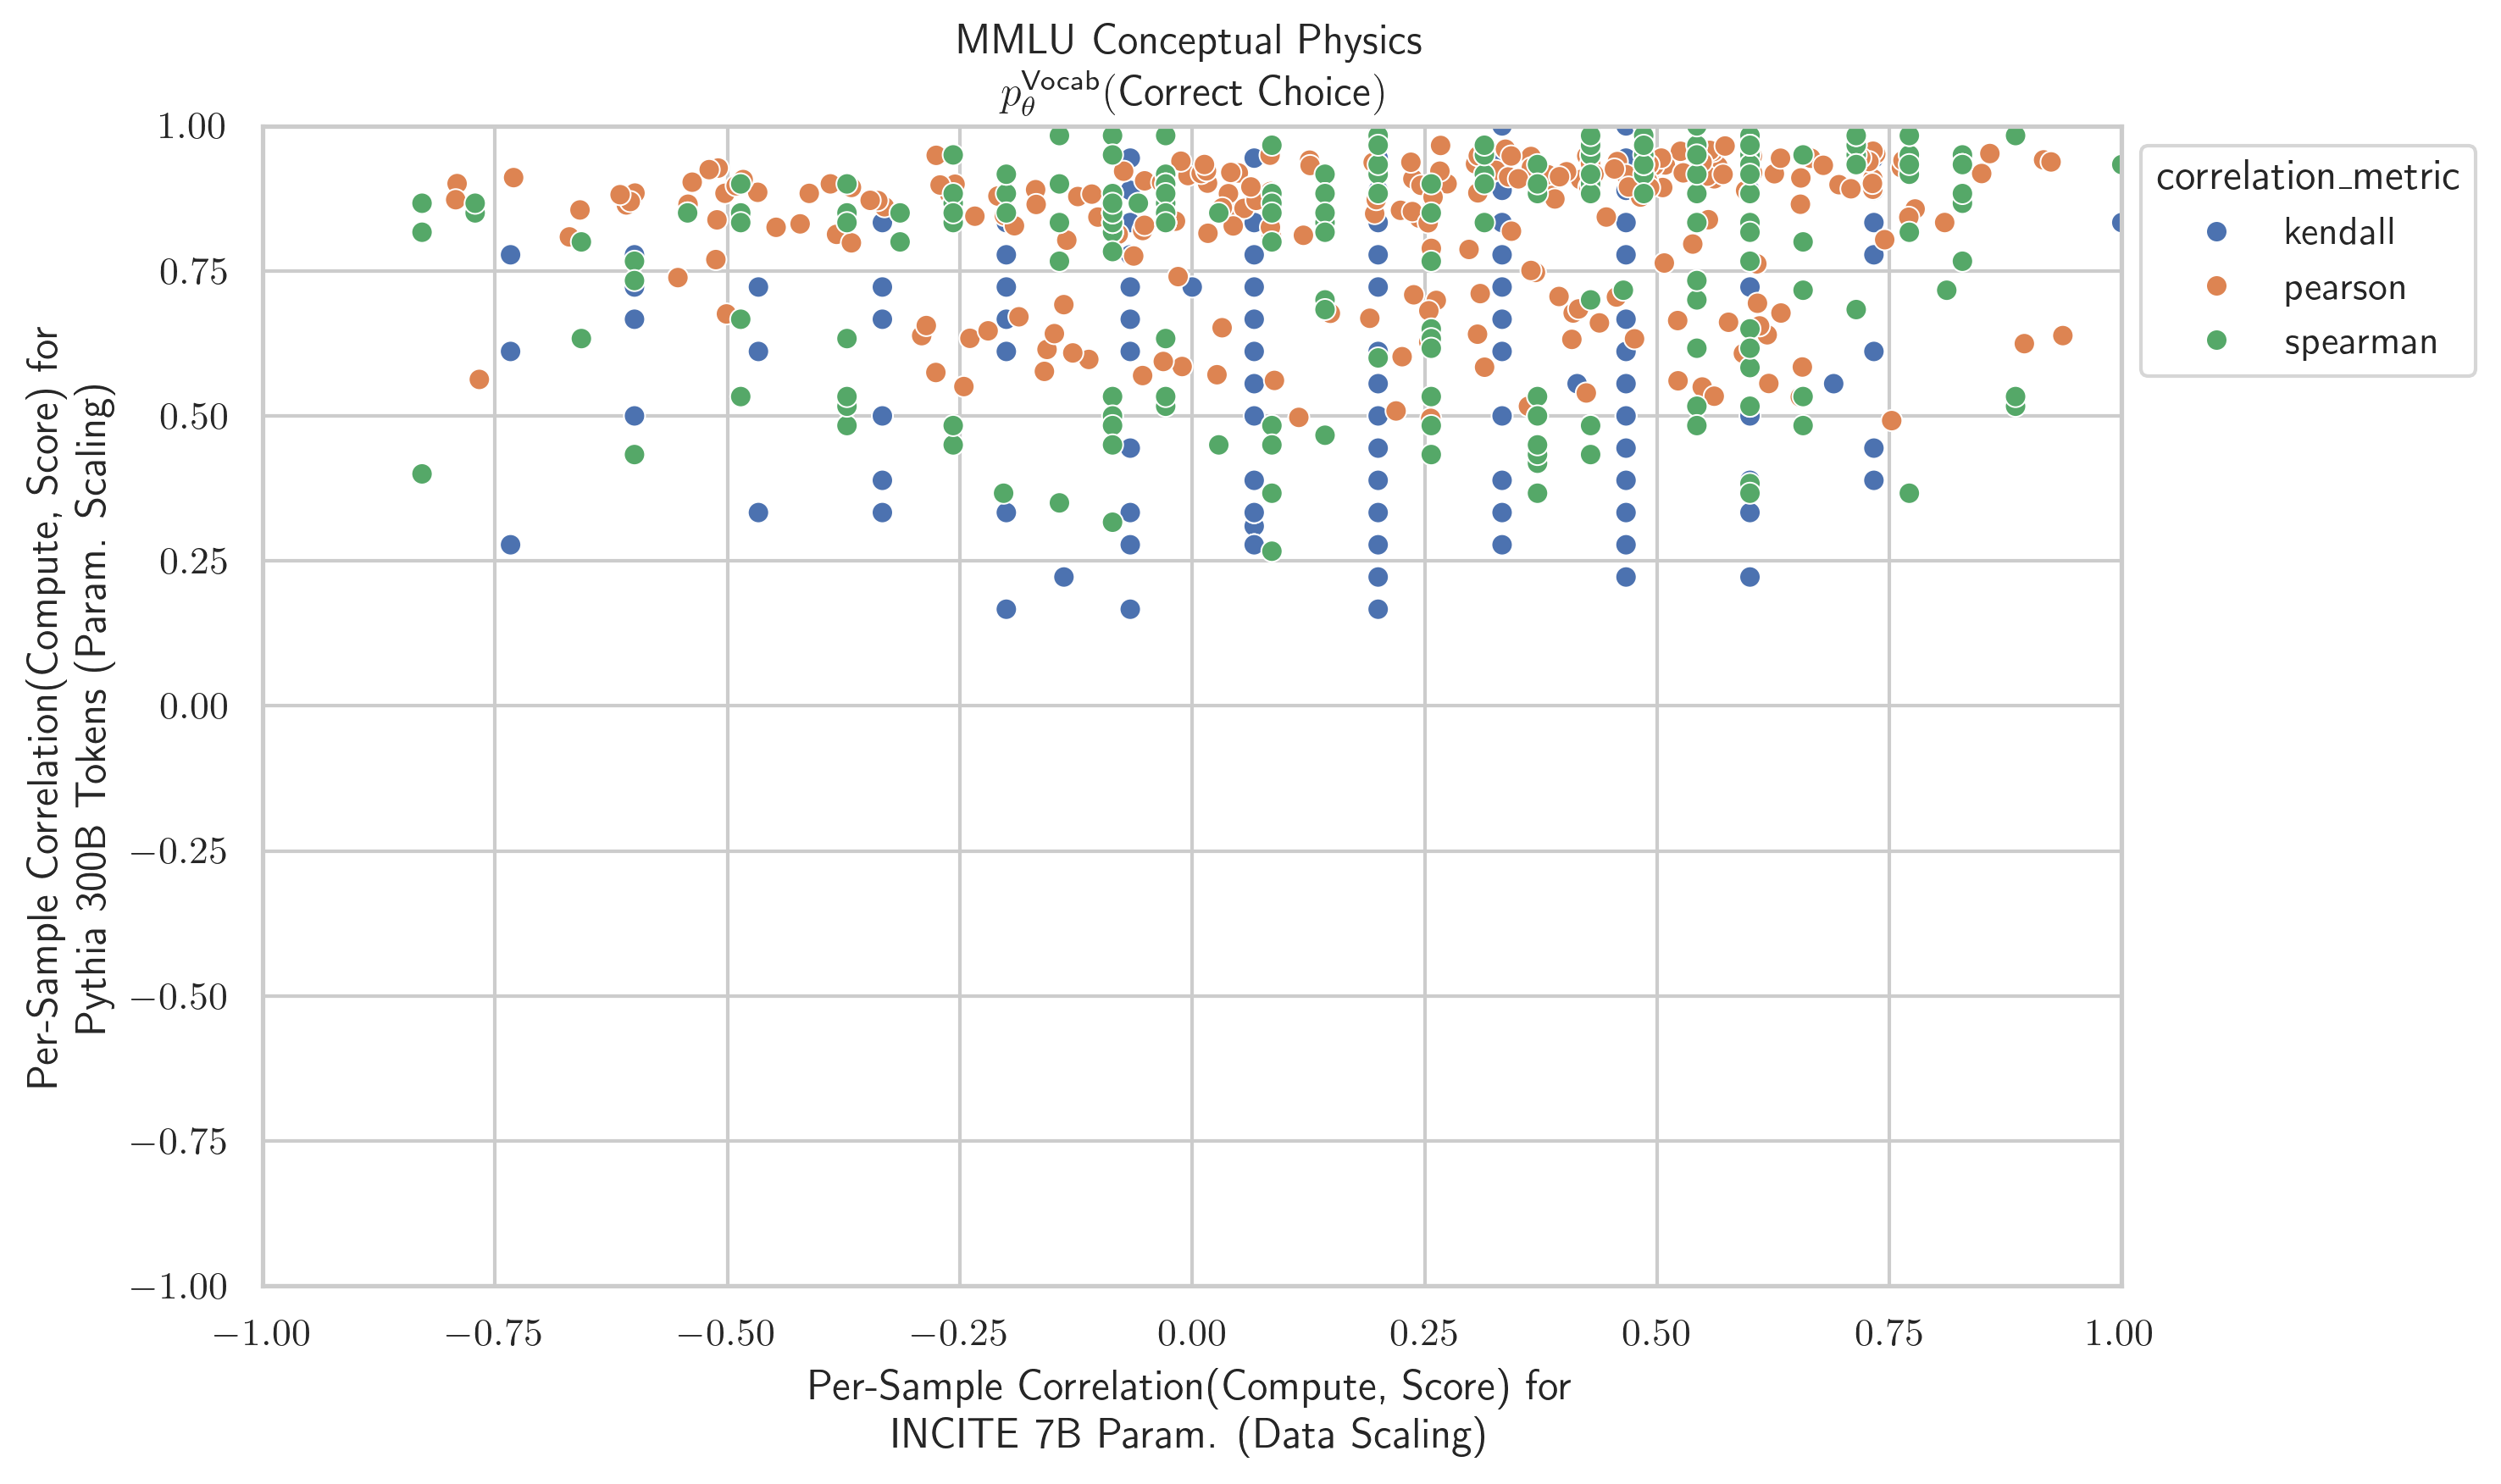 MMLU Conceptual Physics
p_θ^Vocab(Correct Choice)
Per-Sample Correlation(Compute, Score) for
Pythia 300B Tokens (Param. Scaling)
1.00
0.75
0.50
0.25
0.00
−0.25
−0.50
−0.75
−1.00
correlation_metric
kendall
pearson
spearman
−1.00 −0.75 −0.50 −0.25 0.00 0.25 0.50 0.75 1.00
Per-Sample Correlation(Compute, Score) for
INCITE 7B Param. (Data Scaling)